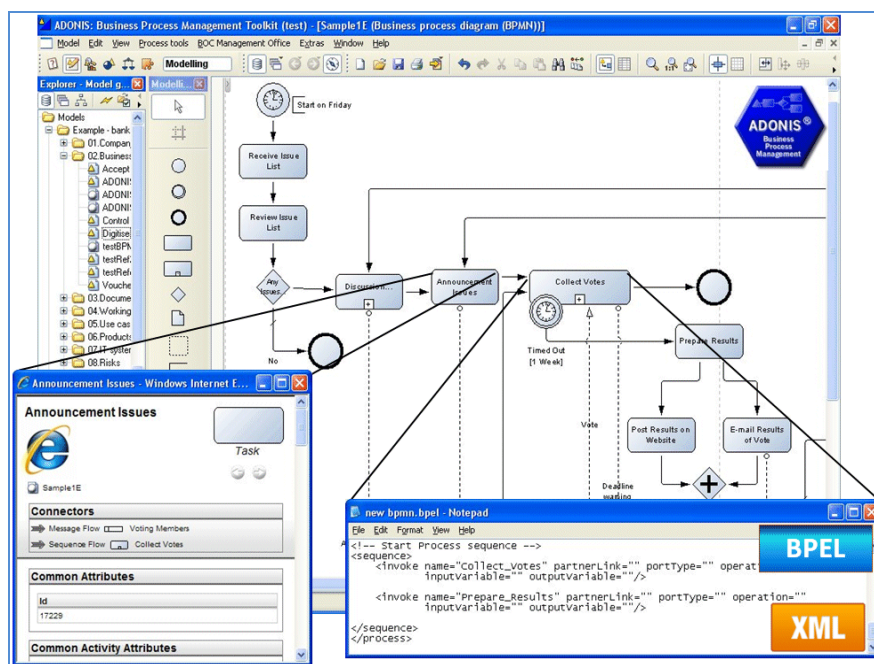 ADONIS: Business Process Management Toolkit (test) - [Sample1E (Business process diagram (BPMN))]
Model Edit View Process tools BOC Management Office Extras Window Help
Modelling
Explorer - Model g...
Modelli...
Models
Example - bank
01.Compan
02.Business
Accept
ADONIS
ADONIS
ADONIS
Control
Digitise
testBPM
testRef
testRef
Vouche
03.Docume
04.Working
05.Use cas
06.Products
07.IT-system
08.Risks
Start on Friday
Receive Issue
List
Review Issue
List
Any
Issues...
No
Discussion...
Announcement
Issues
Collect Votes
Timed Out
[1 Week]
Prepare Results
Vote
Post Results on
Website
E-mail Results
of Vote
Deadline
warning
ADONIS®
Business
Process
Management
Announcement Issues - Windows Internet E...
Announcement Issues
Task
Sample1E
Connectors
Message Flow Voting Members
Sequence Flow Collect Votes
Common Attributes
Id
17229
Common Activity Attributes
new bpmn.bpel - Notepad
File Edit Format View Help
<!-- Start Process sequence -->
<sequence>
<invoke name="Collect_Votes" partnerLink="" portType="" operation=""
inputVariable="" outputVariable=""/>
<invoke name="Prepare_Results" partnerLink="" portType="" operation=""
inputVariable="" outputVariable=""/>
</sequence>
</process>
BPEL
XML